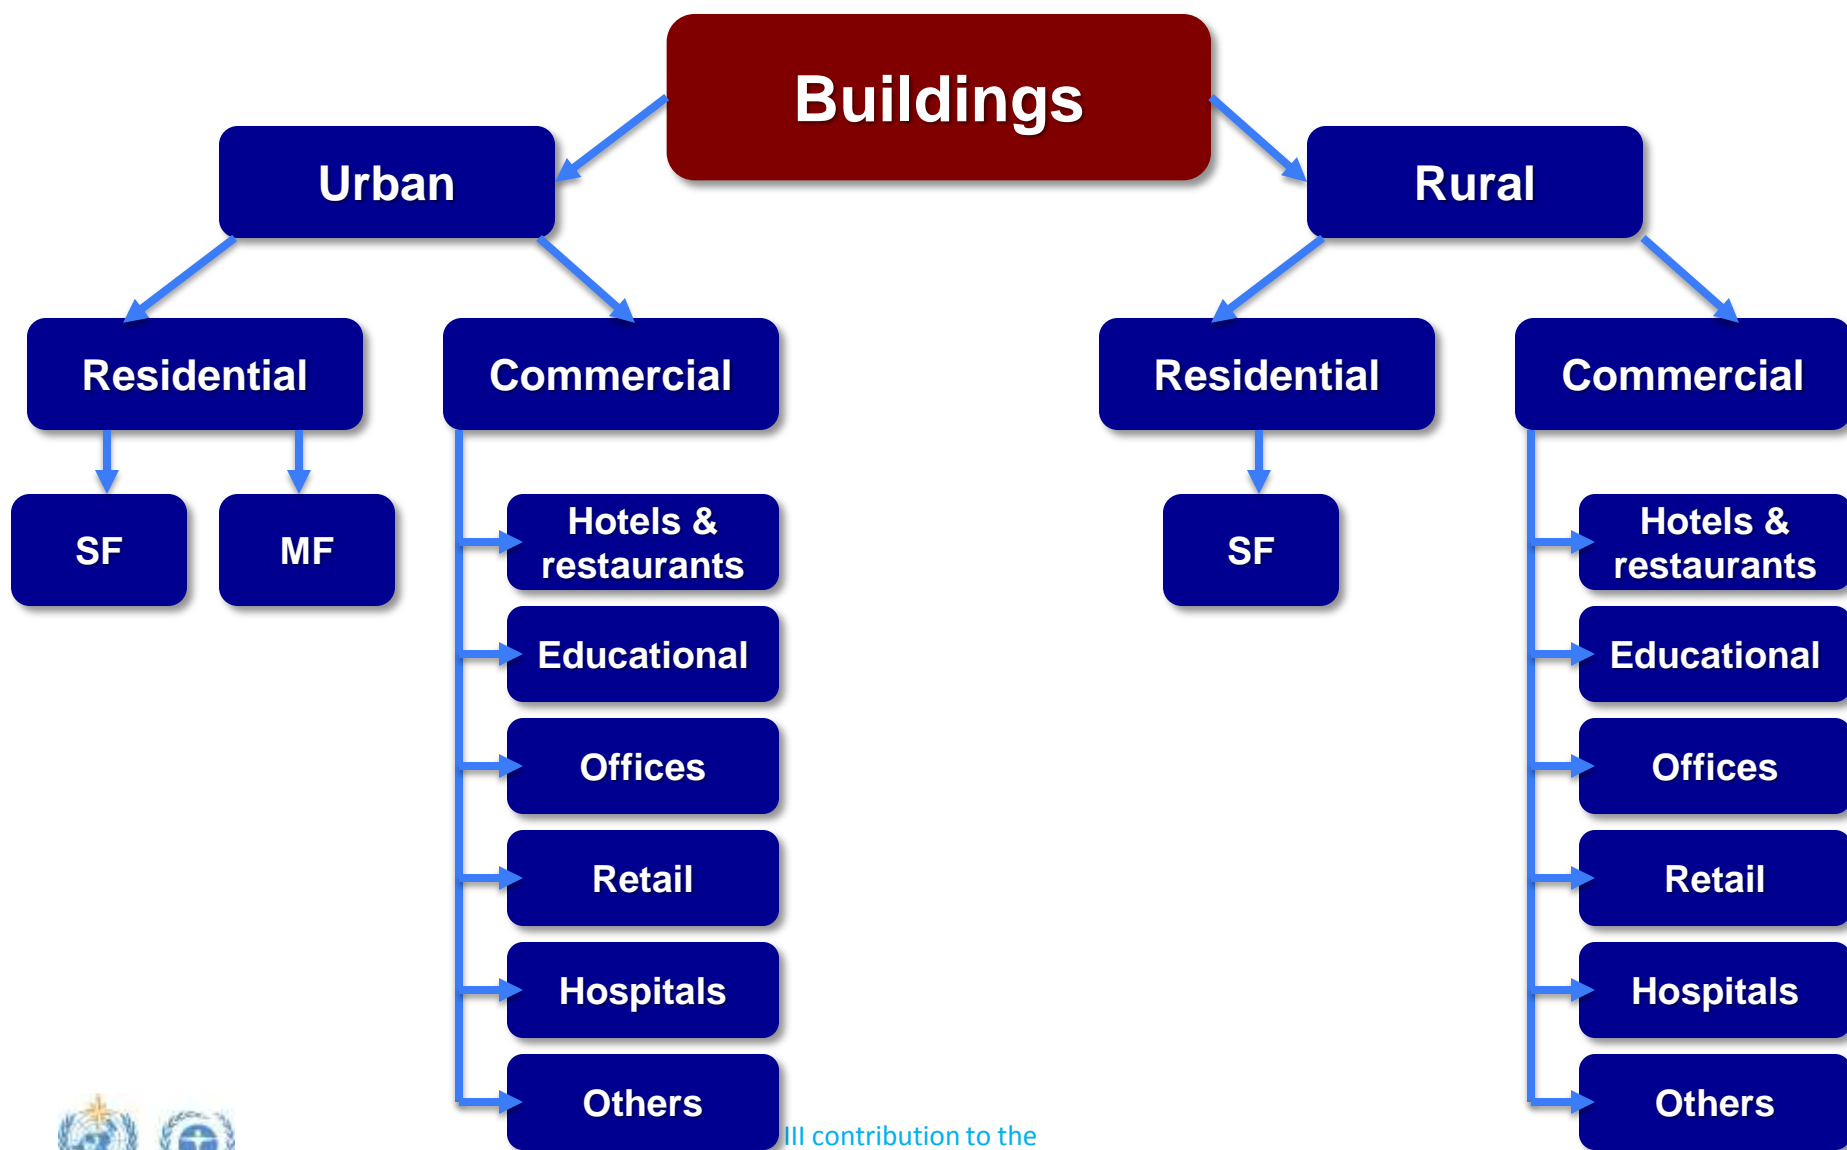 Buildings
Urban
Rural
Residential
Commercial
Residential
Commercial
SF
MF
Hotels &
restaurants
Educational
Offices
Retail
Hospitals
Others
SF
Hotels &
restaurants
Educational
Offices
Retail
Hospitals
Others
III contribution to the